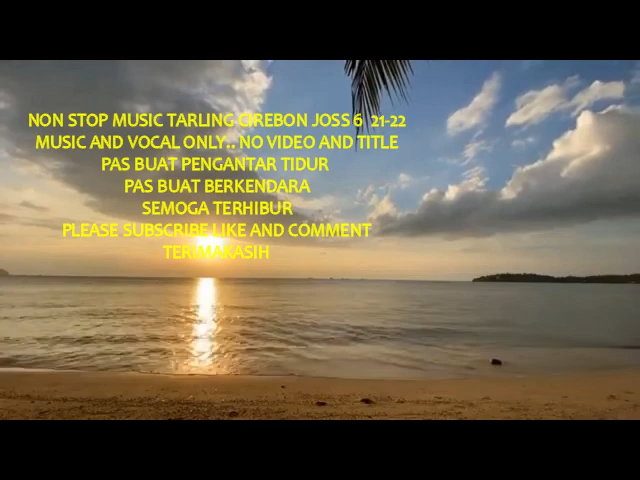 NON STOP MUSIC TARLING CIREBON JOSS 6 21-22
MUSIC AND VOCAL ONLY.. NO VIDEO AND TITLE
PAS BUAT PENGANTAR TIDUR
PAS BUAT BERKENDARA
SEMOGA TERHIBUR
PLEASE SUBSCRIBE LIKE AND COMMENT
TERIMAKASIH